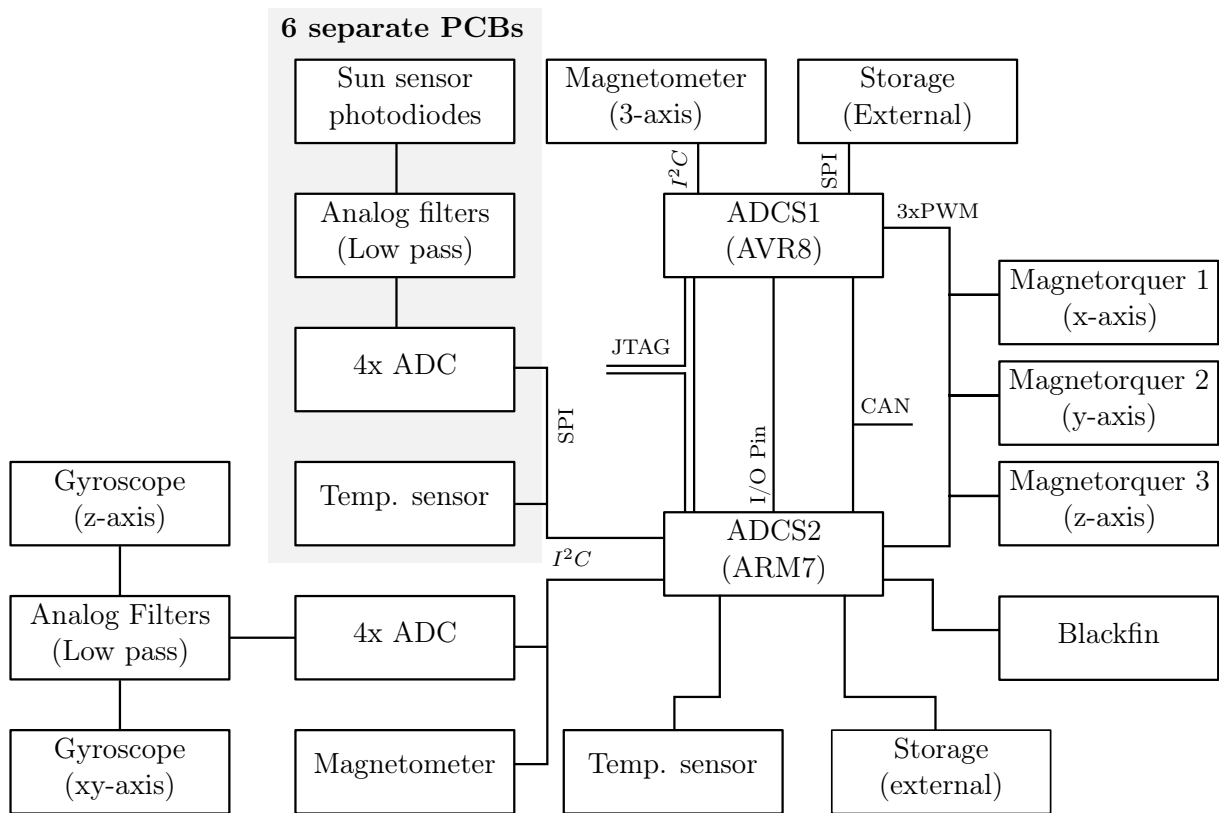 6 separate PCBs
Sun sensor
photodiodes
Magnetometer
(3-axis)
Storage
(External)
I²C
SPI
Analog filters
(Low pass)
ADCS1
(AVR8)
3xPWM
Magnetorquer 1
(x-axis)
4x ADC
JTAG
SPI
I/O Pin
CAN
Magnetorquer 2
(y-axis)
Gyroscope
(z-axis)
Temp. sensor
Magnetorquer 3
(z-axis)
ADCS2
(ARM7)
I²C
Analog Filters
(Low pass)
4x ADC
Blackfin
Gyroscope
(xy-axis)
Magnetometer
Temp. sensor
Storage
(external)